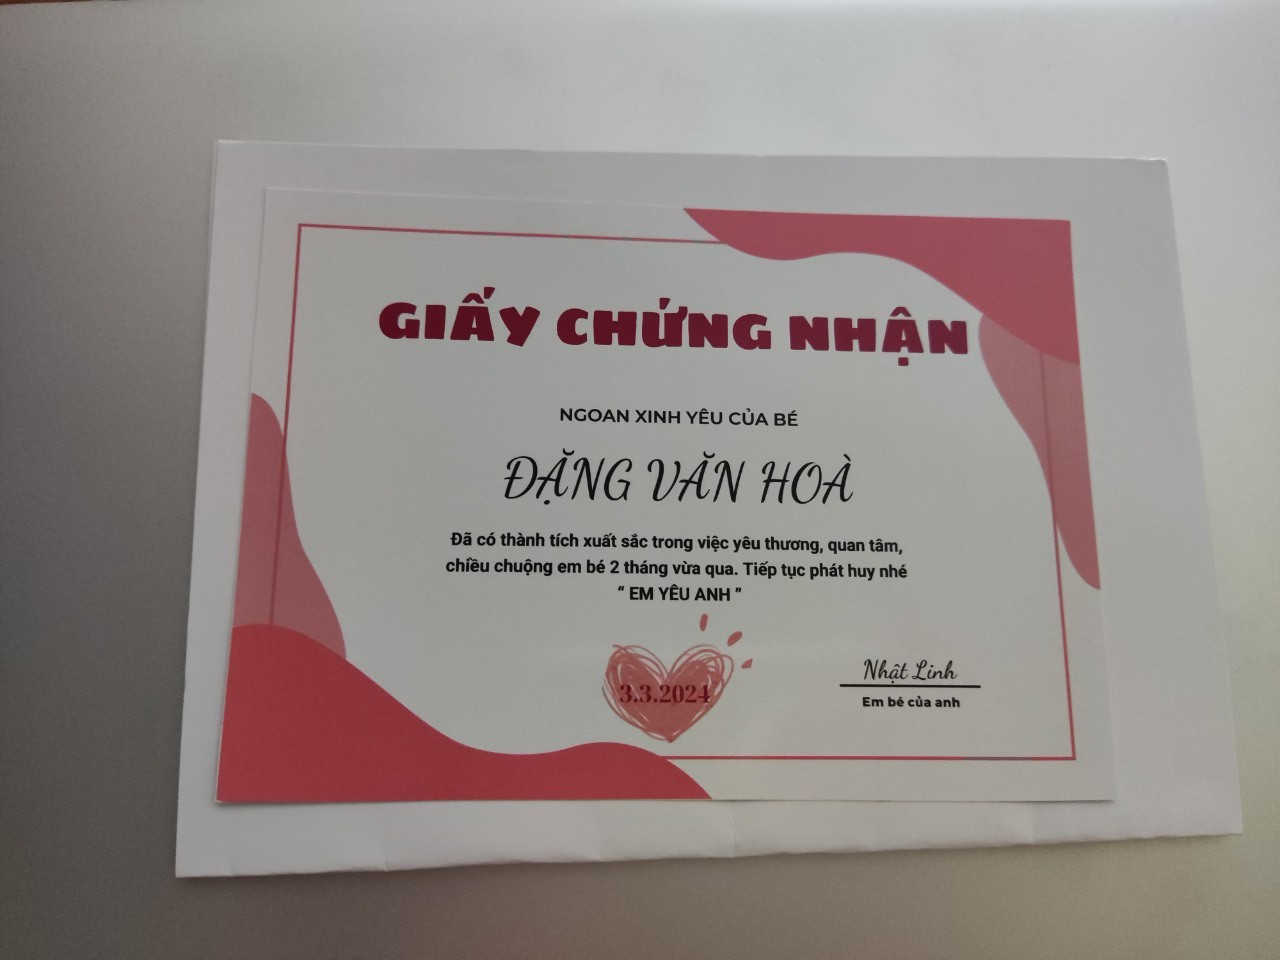 GIẤY CHỨNG NHẬN
NGOAN XINH YÊU CỦA BÉ
ĐẶNG VĂN HOÀ
Đã có thành tích xuất sắc trong việc yêu thương, quan tâm,
chiều chuộng em bé 2 tháng vừa qua. Tiếp tục phát huy nhé
“ EM YÊU ANH ”
3.3.2024
Nhật Linh
Em bé của anh